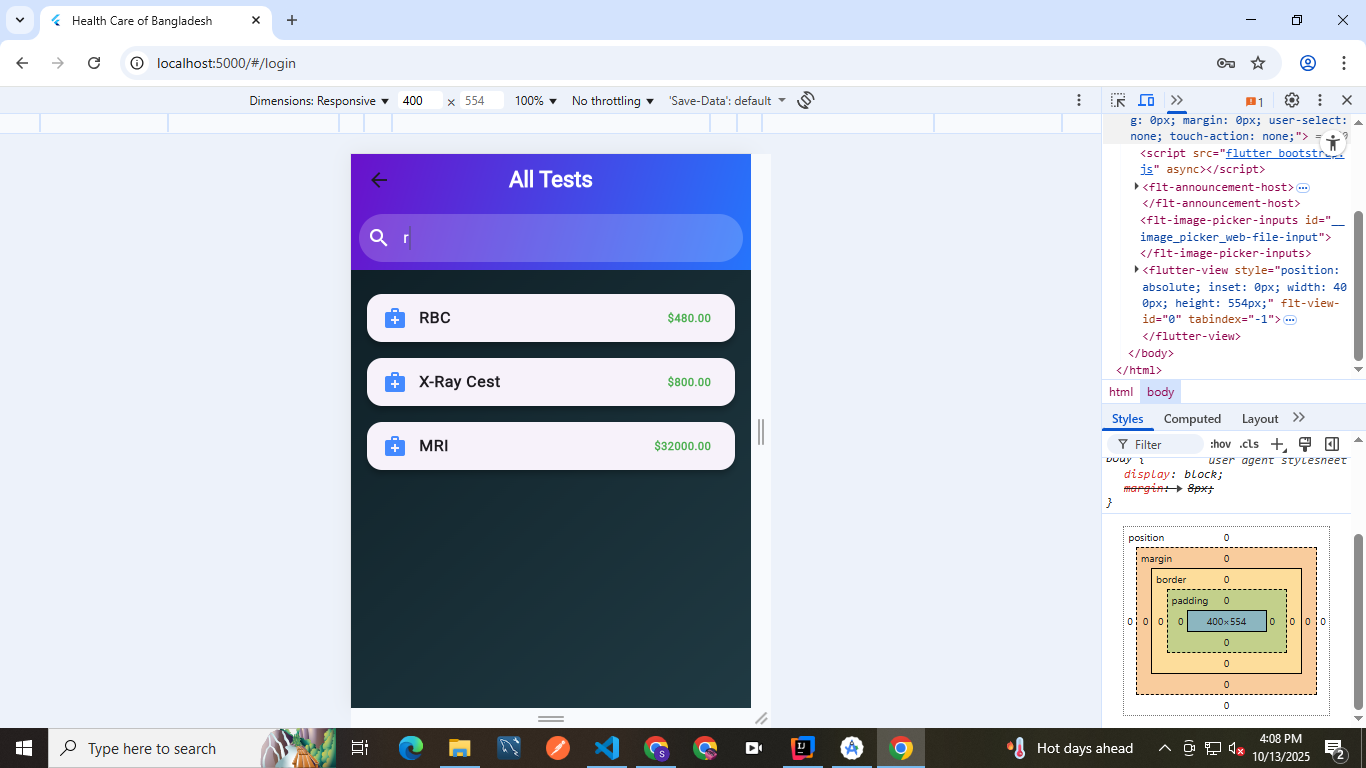 Health Care of Bangladesh
localhost:5000/#/login
Dimensions: Responsive 400 × 554 100% No throttling 'Save-Data': default
1
All Tests
r
RBC $480.00
X-Ray Cest $800.00
MRI $32000.00
g: 0px; margin: 0px; user-select:
none; touch-action: none;">
<script src="flutter_bootstrap.
js" async></script>
<flt-announcement-host>
</flt-announcement-host>
<flt-image-picker-inputs id="__
image_picker_web-file-input">
</flt-image-picker-inputs>
<flutter-view style="position:
absolute; inset: 0px; width: 40
0px; height: 554px;" flt-view-
id="0" tabindex="-1">
</flutter-view>
</body>
</html>
html body
Styles Computed Layout
Filter :hov .cls
body { user agent stylesheet
display: block;
margin: 8px;
}
position 0
margin 0
border 0
padding 0
0 0 0 0 400×554 0 0 0 0
0
0
0
0
Type here to search
Hot days ahead
4:08 PM
10/13/2025
2